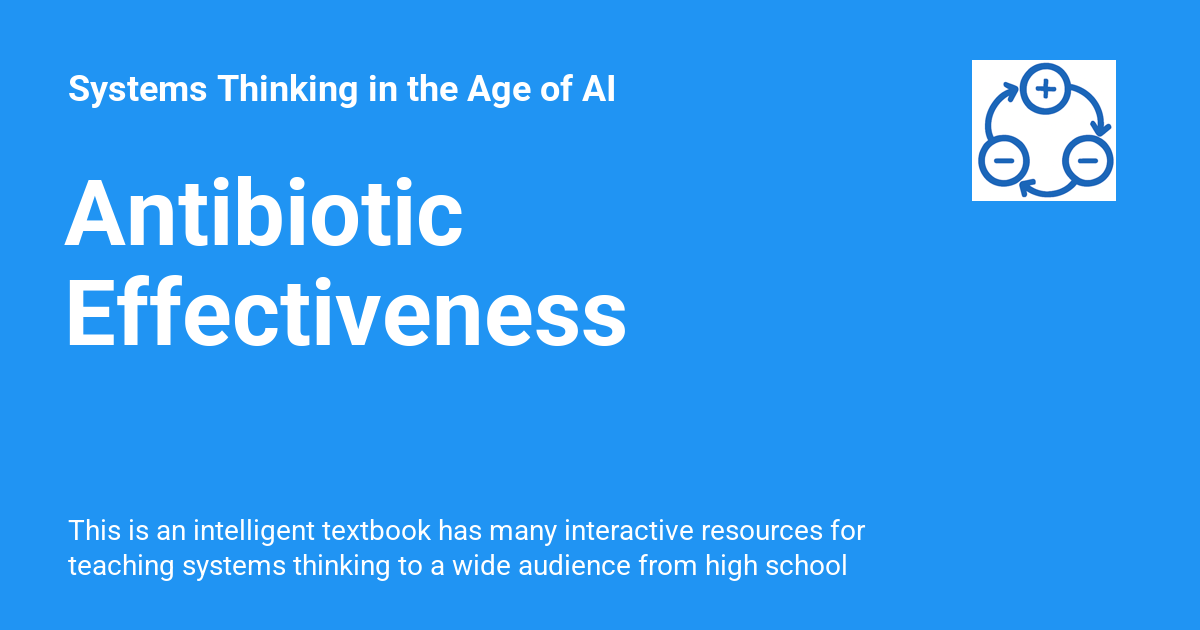 Systems Thinking in the Age of AI
Antibiotic
Effectiveness
This is an intelligent textbook has many interactive resources for
teaching systems thinking to a wide audience from high school